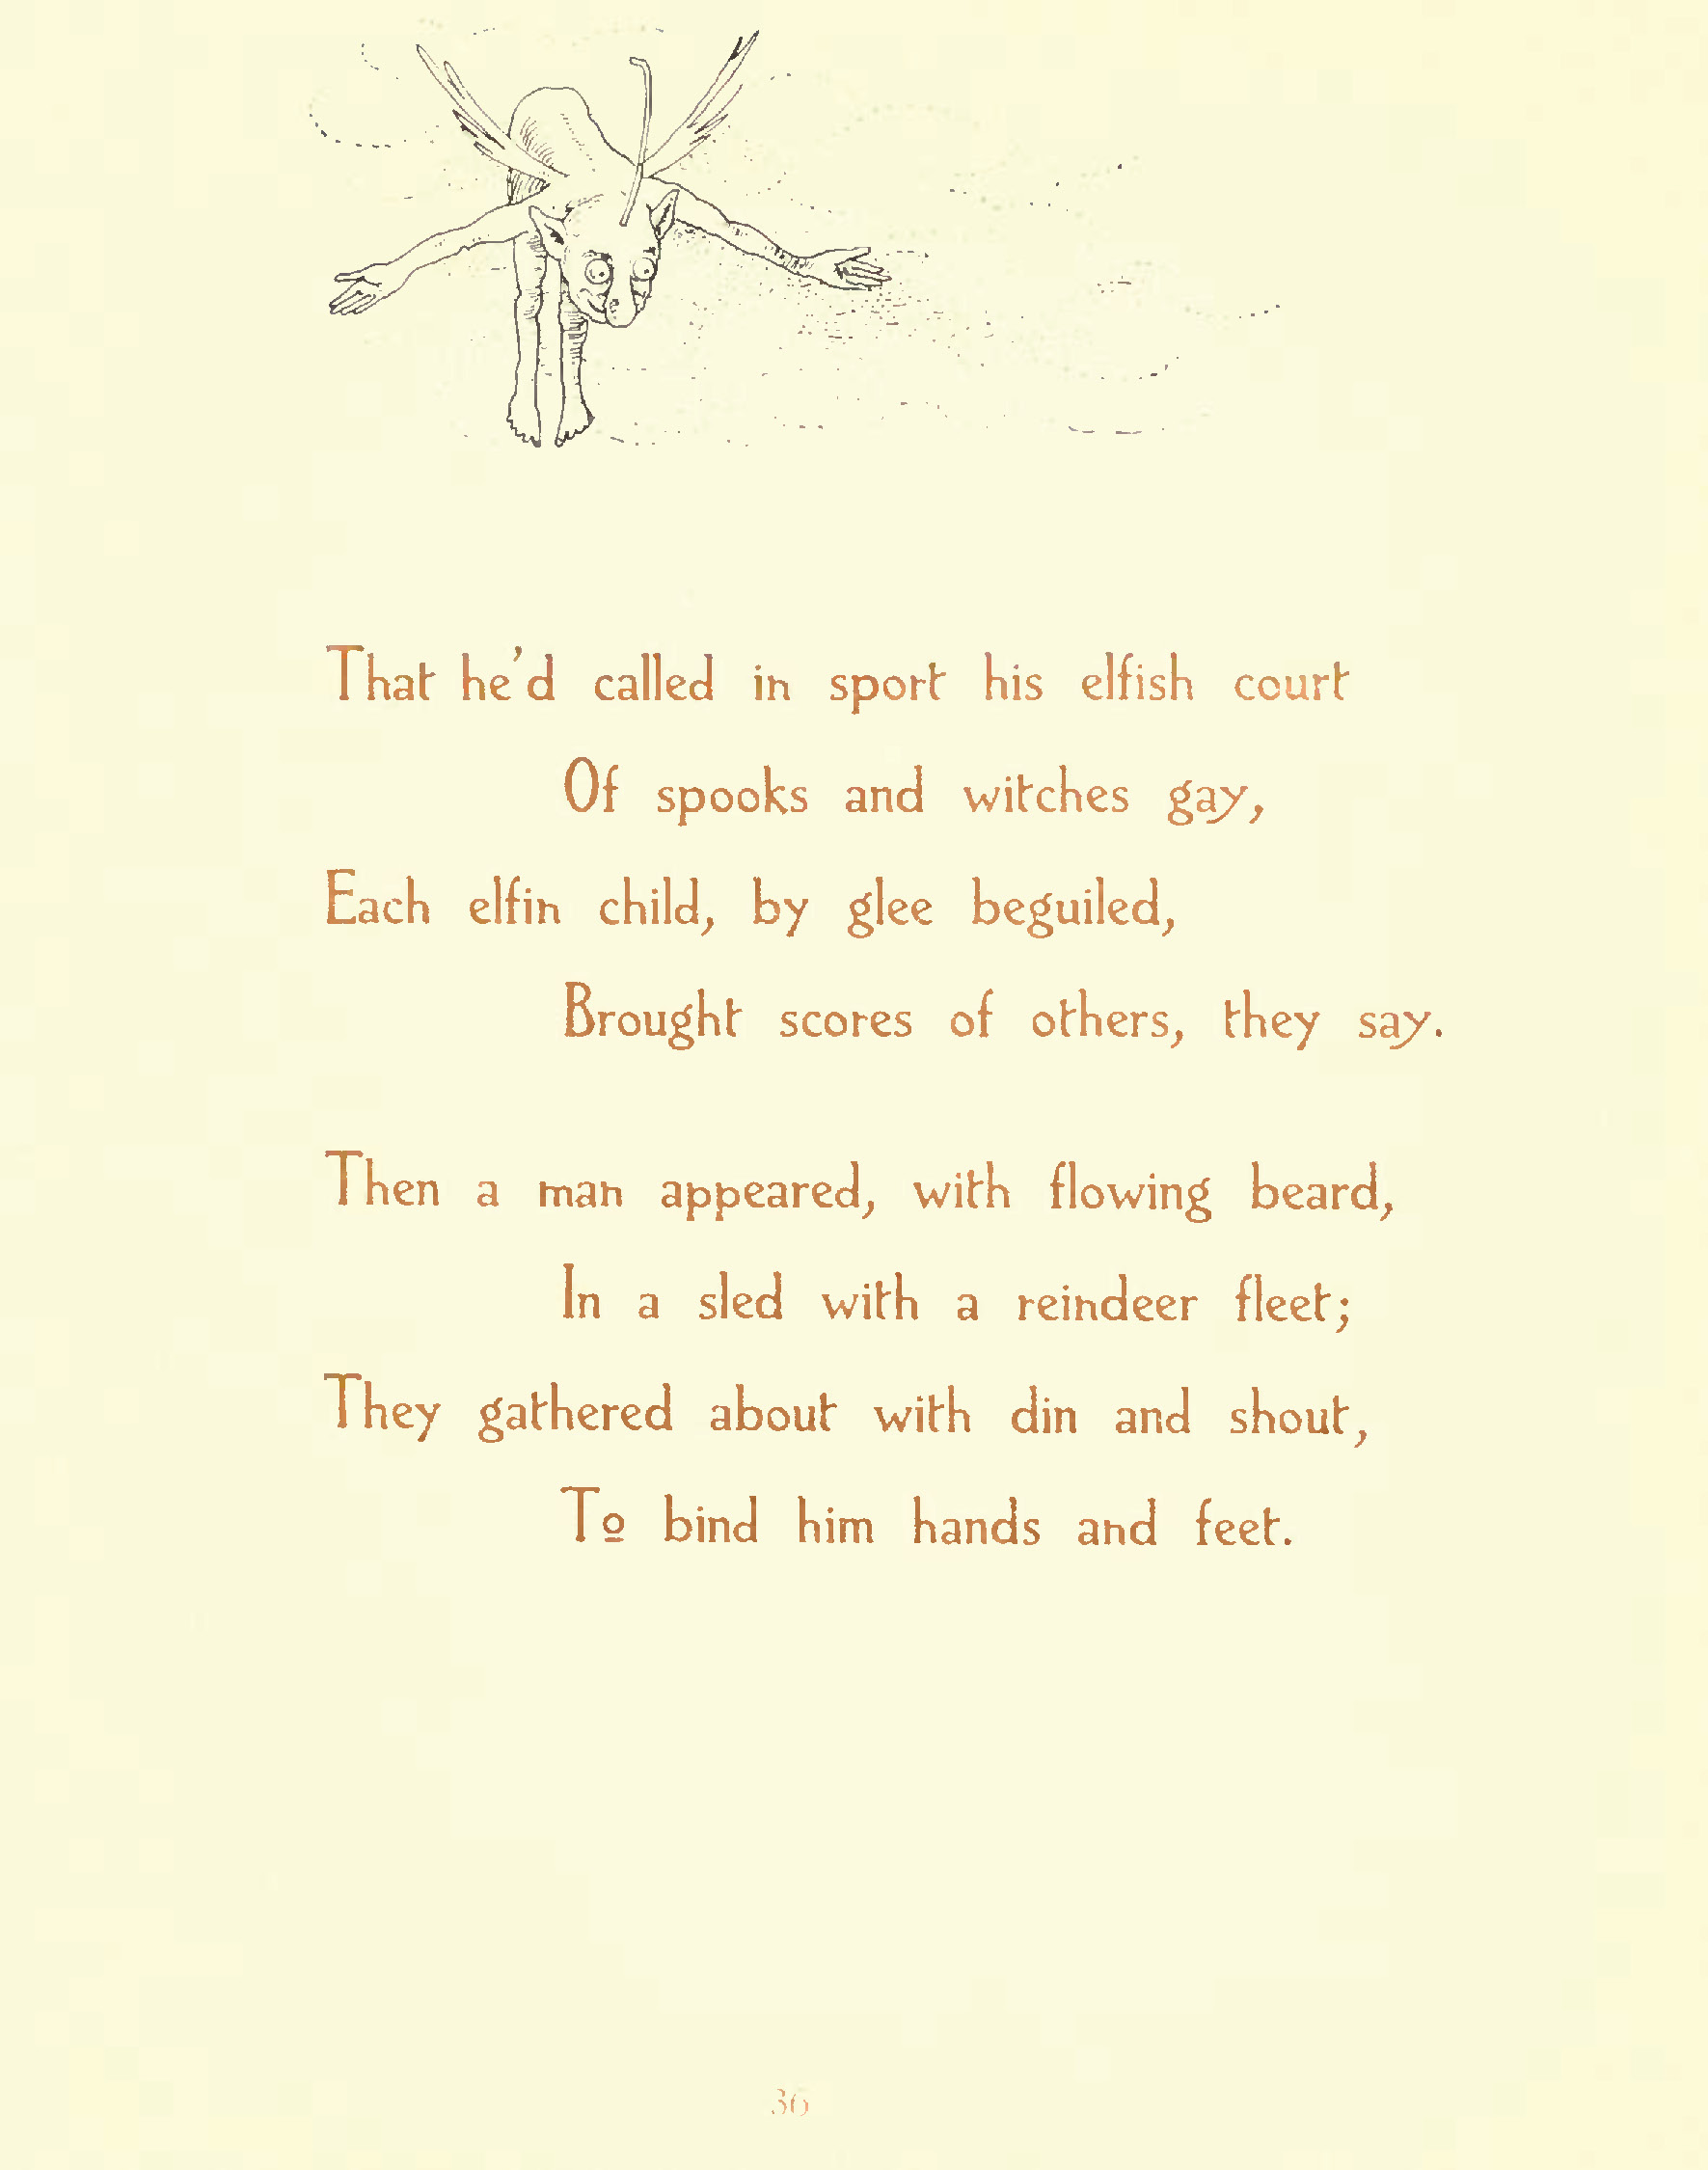 That he'd called in sport his elfish court
Of spooks and witches gay,
Each elfin child, by glee beguiled,
Brought scores of others, they say.
Then a man appeared, with flowing beard,
In a sled with a reindeer fleet;
They gathered about with din and shout,
To bind him hands and feet.
36